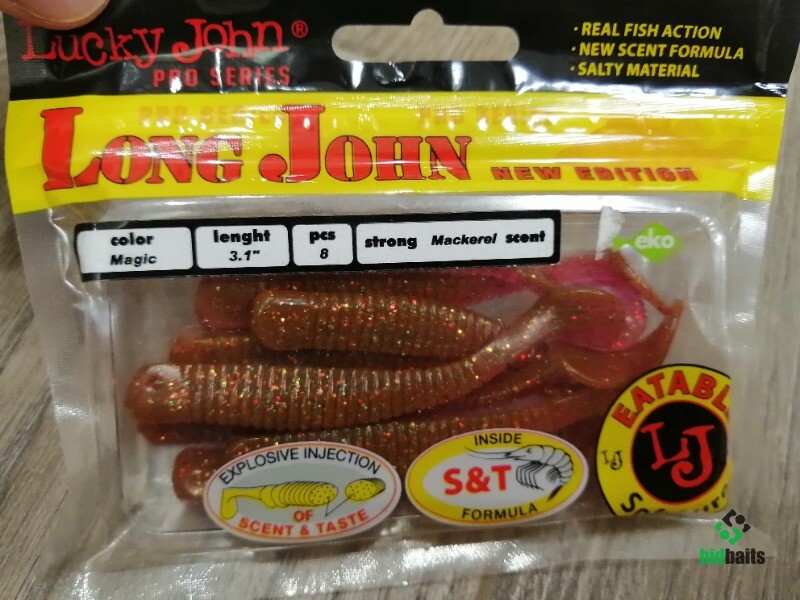 Lucky John®
PRO SERIES
· REAL FISH ACTION
· NEW SCENT FORMULA
· SALTY MATERIAL
LONG JOHN NEW EDITION
color
Magic
lenght
3.1"
pcs
8
strong Mackerel scent
eko
EXPLOSIVE INJECTION
OF
SCENT & TASTE
INSIDE
S&T
FORMULA
EATABL
LJ
LJ
bidbaits